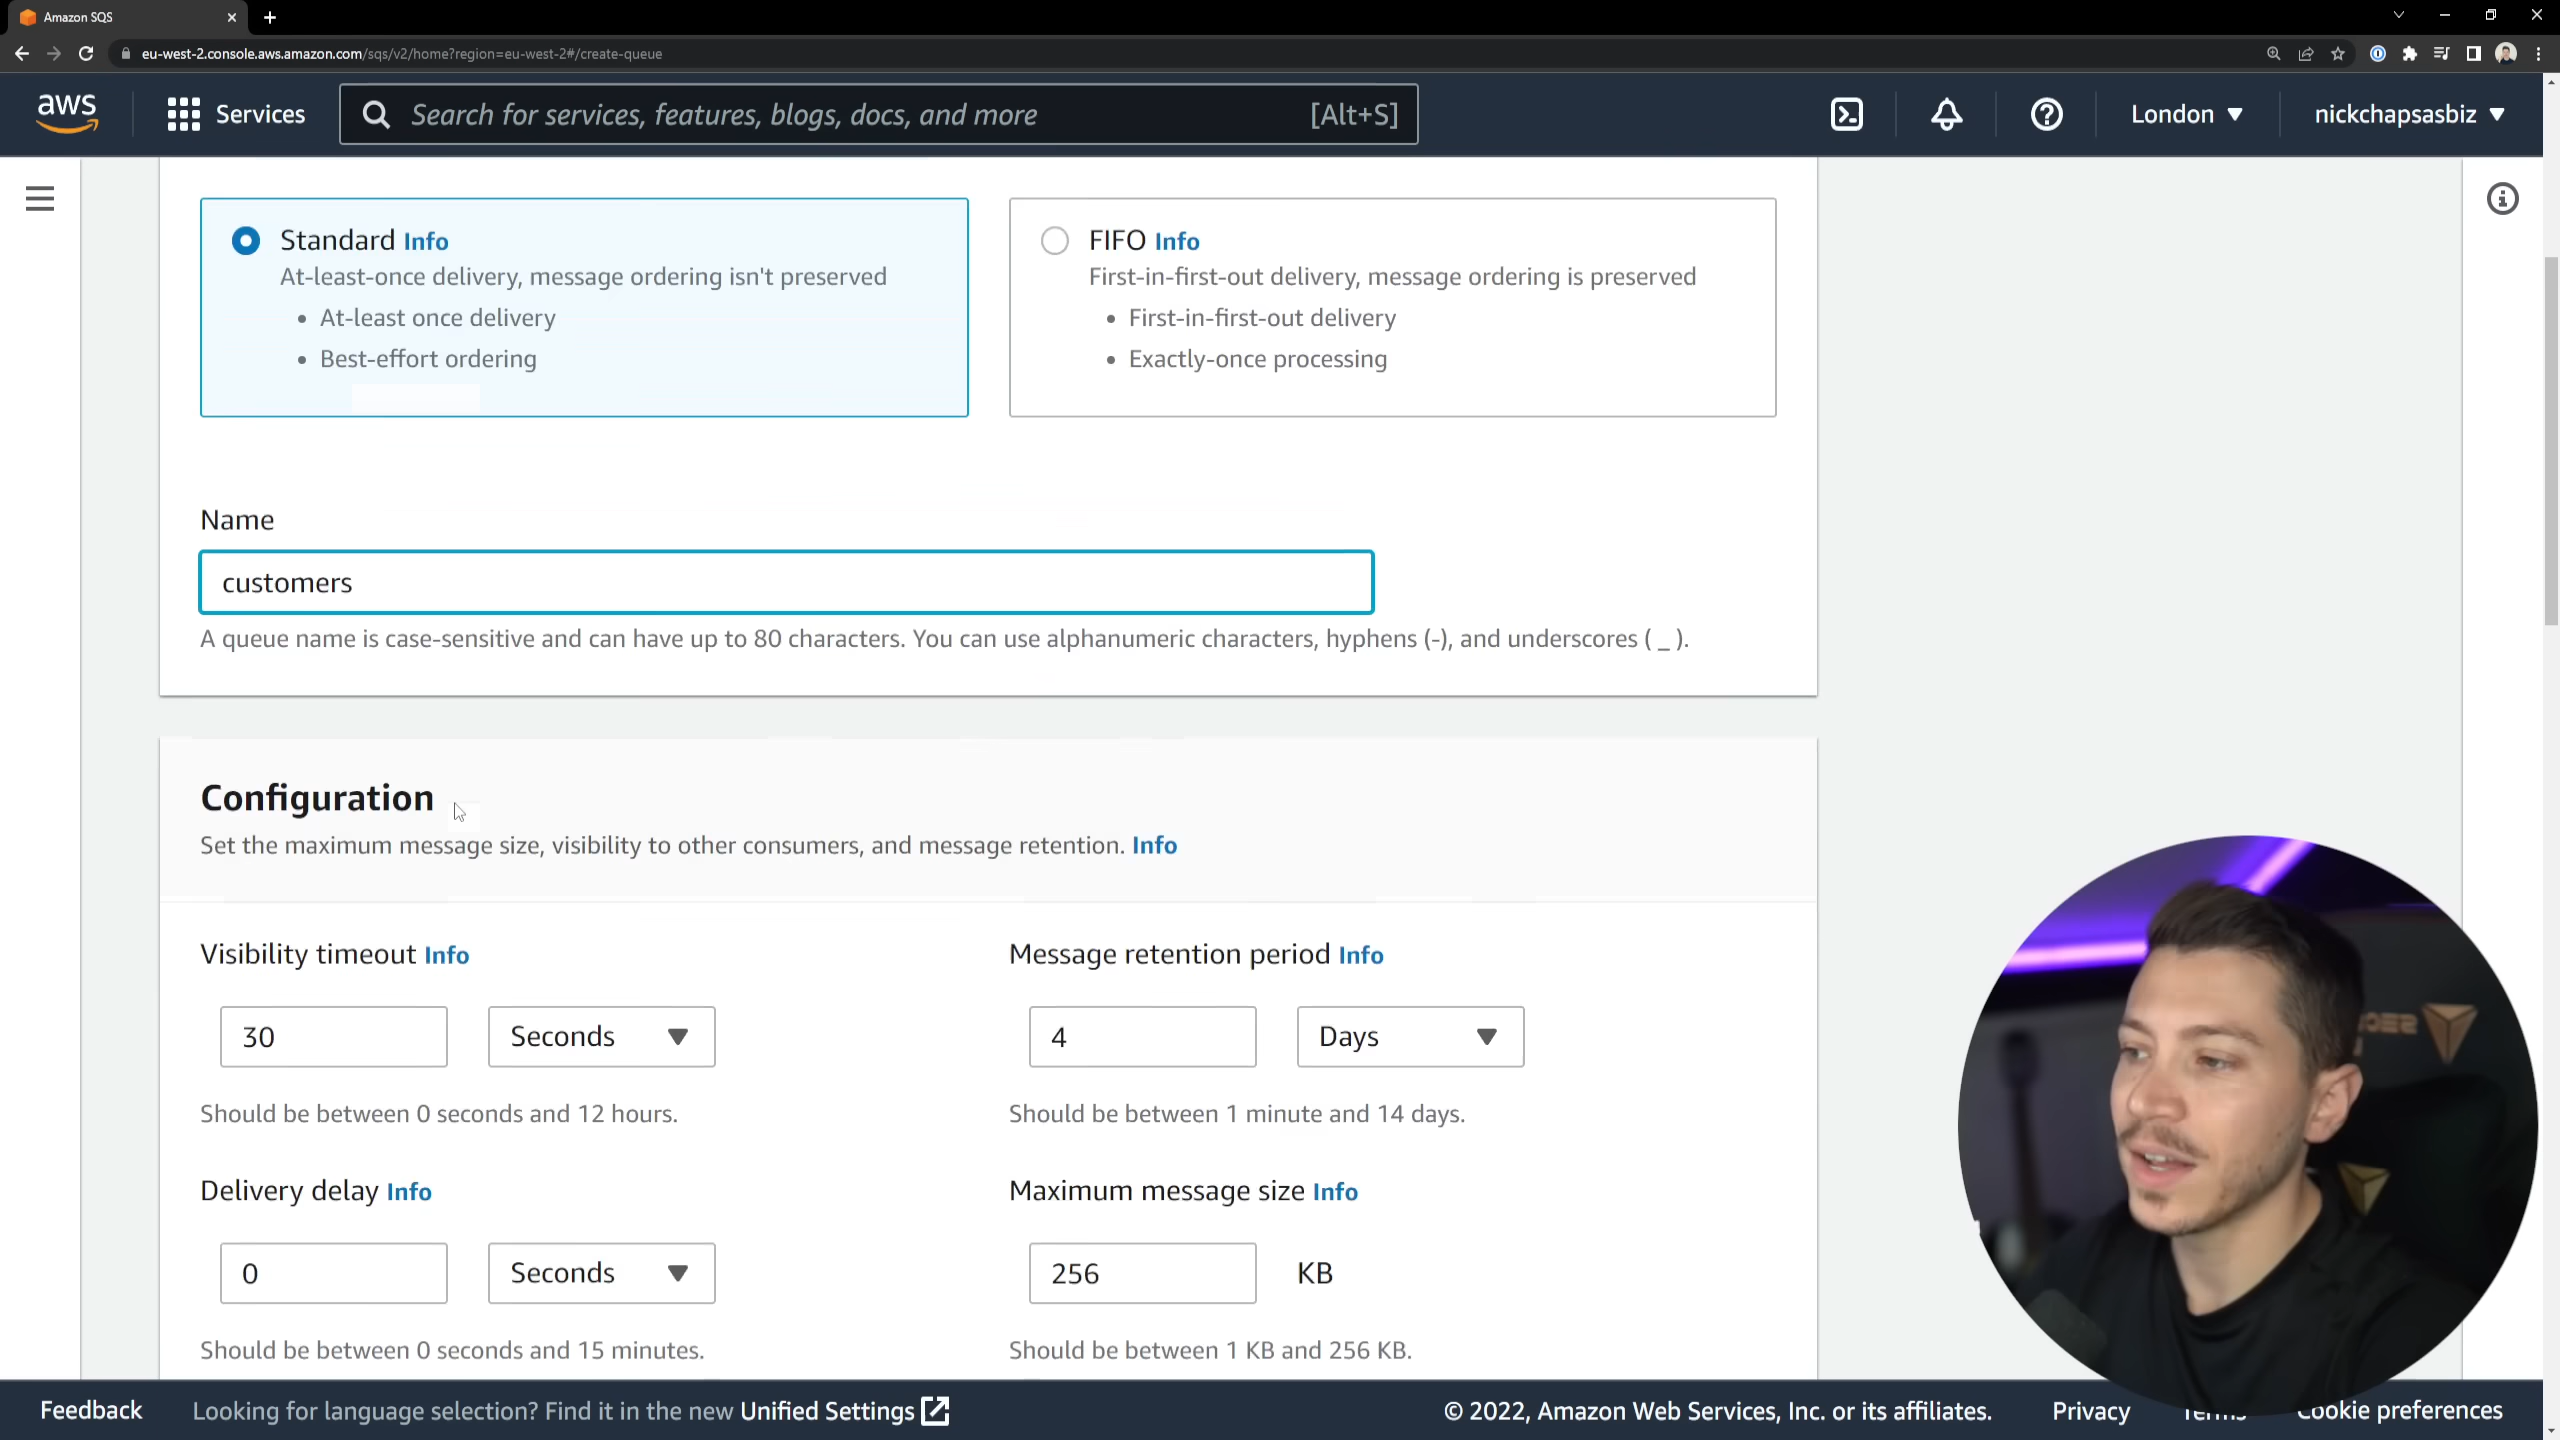 Amazon SQS
eu-west-2.console.aws.amazon.com/sqs/v2/home?region=eu-west-2#/create-queue
aws
Services
Search for services, features, blogs, docs, and more
[Alt+S]
London
nickchapsasbiz
Standard Info
At-least-once delivery, message ordering isn't preserved
• At-least once delivery
• Best-effort ordering
FIFO Info
First-in-first-out delivery, message ordering is preserved
• First-in-first-out delivery
• Exactly-once processing
Name
customers
A queue name is case-sensitive and can have up to 80 characters. You can use alphanumeric characters, hyphens (-), and underscores ( _ ).
Configuration
Set the maximum message size, visibility to other consumers, and message retention. Info
Visibility timeout Info
30
Seconds
Should be between 0 seconds and 12 hours.
Message retention period Info
4
Days
Should be between 1 minute and 14 days.
Delivery delay Info
0
Seconds
Should be between 0 seconds and 15 minutes.
Maximum message size Info
256
KB
Should be between 1 KB and 256 KB.
Feedback
Looking for language selection? Find it in the new Unified Settings
© 2022, Amazon Web Services, Inc. or its affiliates.
Privacy
Terms
Cookie preferences